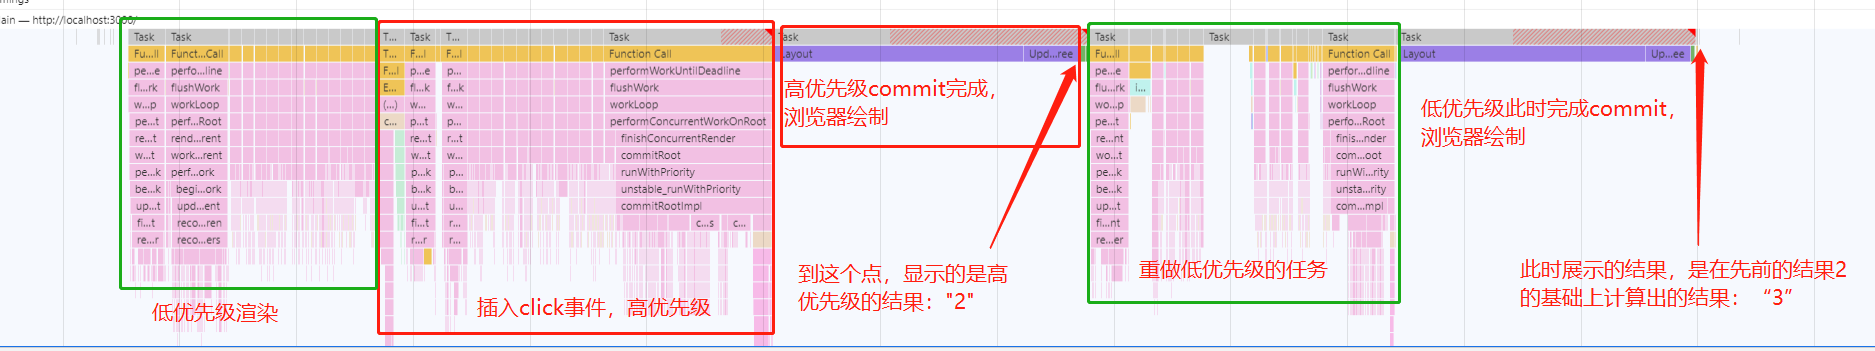 ain — http://localhost:3000/
Task Task T... Task T... Task Task Task Task Task Task
Fu...ll Funct...Call T... F...l F... Function Call Layout Upd...ree Fu...ll Function Call Layout Up...ee
pe...e perfo...line F...l p...e p... performWorkUntilDeadline pe...e perfor...dline
fl...rk flushWork E... f...k f... flushWork flu...rk i... flushWork
w...p workLoop (...) w...p w... workLoop wo...p workLoop
pe...t perf...Root c... p...t p... performConcurrentWorkOnRoot pe...t perfo...Root
re...t rend...rent r...t r...t finishConcurrentRender re...nt finis...nder
w...t work...rent w...t w... commitRoot wo...t com...oot
pe...k perf...ork p...k p... runWithPriority pe...k runWi...rity
be...k begi...ork b...k b... unstable_runWithPriority be...k unsta...rity
up...t upd...ent u...t u... commitRootImpl up...t com...mpl
fi...t reco...ren fi...t r... c...s c... fi...nt
re...r reco...ers r...r r... re...er
高优先级commit完成，
浏览器绘制
低优先级此时完成commit，
浏览器绘制
到这个点，显示的是高
优先级的结果："2"
重做低优先级的任务
此时展示的结果，是在先前的结果2
的基础上计算出的结果：“3”
低优先级渲染
插入click事件，高优先级